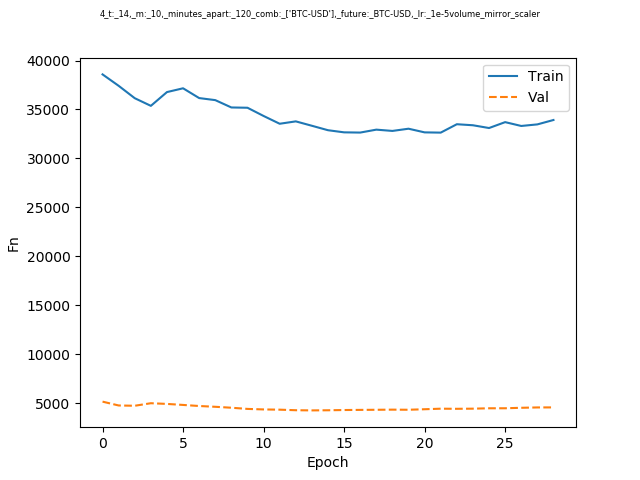 4_t:_14,_m:_10,_minutes_apart:_120_comb:_['BTC-USD'],_future:_BTC-USD,_lr:_1e-5volume_mirror_scaler
40000
35000
30000
25000
20000
15000
10000
5000
Fn
Train
Val
0 5 10 15 20 25
Epoch